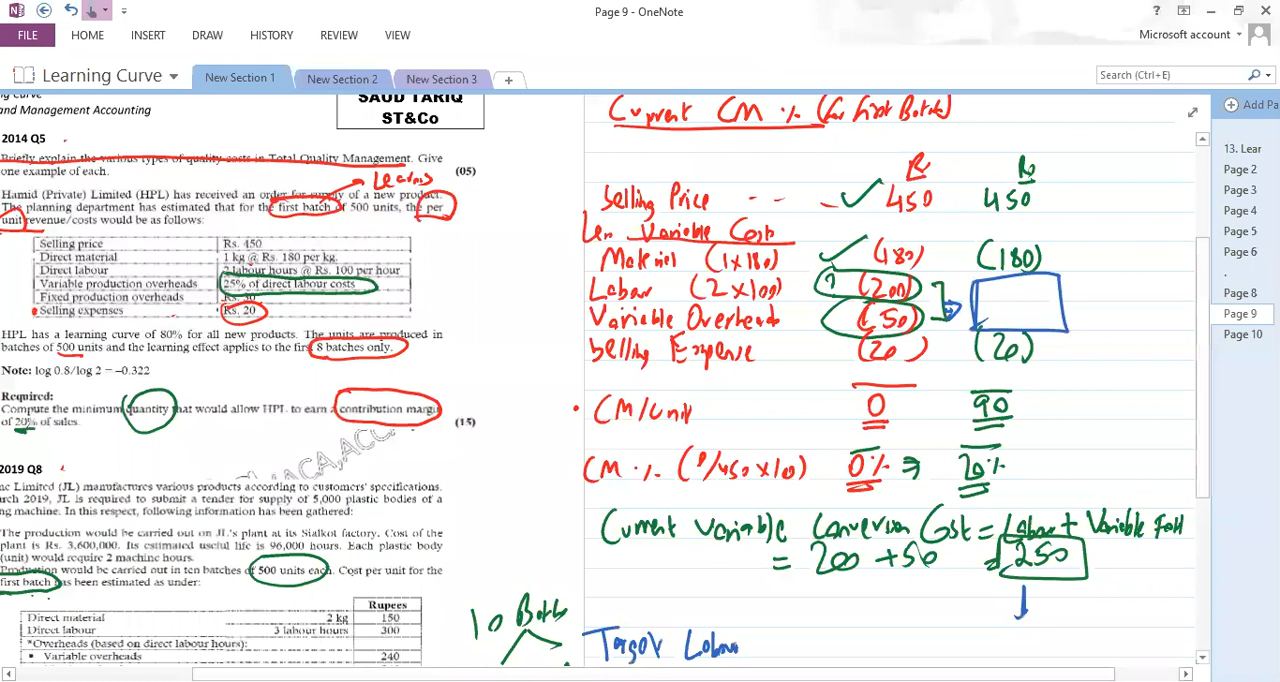 Page 9 - OneNote
FILE HOME INSERT DRAW HISTORY REVIEW VIEW
Microsoft account
Learning Curve
New Section 1 New Section 2 New Section 3
Search (Ctrl+E)
Add Pa
13. Lear
Page 2
Page 3
Page 4
Page 5
Page 6
.
Page 8
Page 9
Page 10
ng Curve
and Management Accounting
SAUD TARIQ
ST&Co
2014 Q5
Briefly explain the various types of quality costs in Total Quality Management. Give
one example of each. (05)
Hamid (Private) Limited (HPL) has received an order for supply of a new product.
The planning department has estimated that for the first batch of 500 units, the per
unit revenue/costs would be as follows:
Selling price Rs. 450
Direct material 1 kg @ Rs. 180 per kg.
Direct labour 2 labour hours @ Rs. 100 per hour
Variable production overheads 25% of direct labour costs
Fixed production overheads Rs. 30
Selling expenses Rs. 20
HPL has a learning curve of 80% for all new products. The units are produced in
batches of 500 units and the learning effect applies to the first 8 batches only.
Note: log 0.8/log 2 = –0.322
Required:
Compute the minimum quantity that would allow HPL to earn a contribution margin
of 20% of sales. (15)
2019 Q8
nc Limited (JL) manufactures various products according to customers' specifications.
arch 2019, JL is required to submit a tender for supply of 5,000 plastic bodies of a
ng machine. In this respect, following information has been gathered:
The production would be carried out on JL's plant at its Sialkot factory. Cost of the
plant is Rs. 3,600,000. Its estimated useful life is 96,000 hours. Each plastic body
(unit) would require 2 machine hours.
Production would be carried out in ten batches of 500 units each. Cost per unit for the
first batch has been estimated as under:
Rupees
Direct material 2 kg 150
Direct labour 3 labour hours 300
*Overheads (based on direct labour hours):
• Variable overheads 240
10 Batch
Current CM % (for First Batch)
Rs Rs
Selling Price - - - 450 450
Less Variable Cost
Material (1x180) (180) (180)
Labor (2x100) (200)
Variable Overhead (50)
Selling Expense (20) (20)
CM/Unit 0 90
CM % (0/450x100) 0% ⇒ 20%
Current Variable Conversion Cost = Labor + Variable FOH
= 200 + 50 = 250
Target Labor